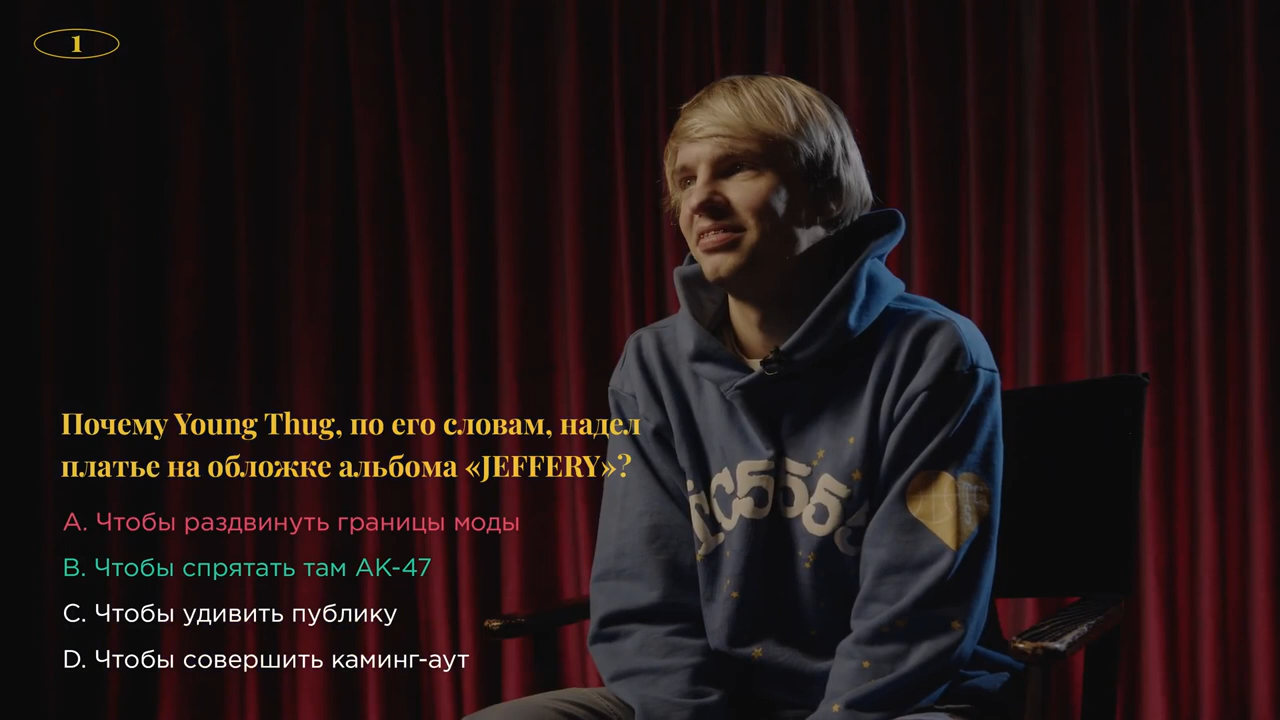 1
Почему Young Thug, по его словам, надел
платье на обложке альбома «JEFFERY»?
A. Чтобы раздвинуть границы моды
B. Чтобы спрятать там АК-47
C. Чтобы удивить публику
D. Чтобы совершить каминг-аут